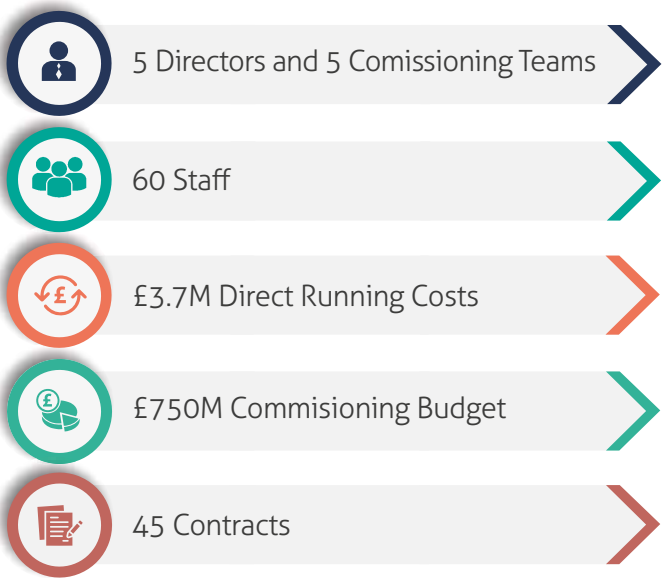 5 Directors and 5 Comissioning Teams
60 Staff
£
£3.7M Direct Running Costs
£
£750M Commisioning Budget
45 Contracts